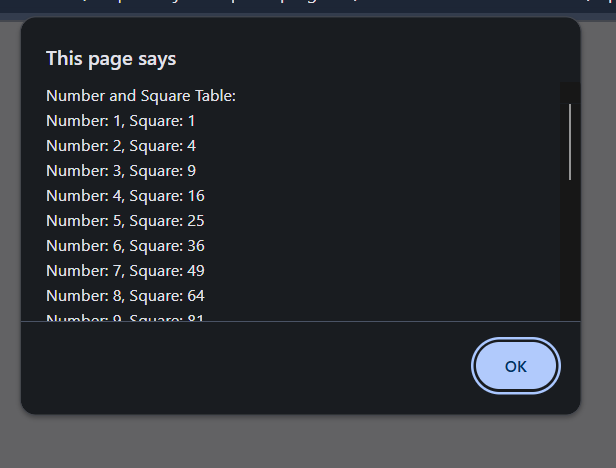 This page says
Number and Square Table:
Number: 1, Square: 1
Number: 2, Square: 4
Number: 3, Square: 9
Number: 4, Square: 16
Number: 5, Square: 25
Number: 6, Square: 36
Number: 7, Square: 49
Number: 8, Square: 64
Number: 9, Square: 81
OK